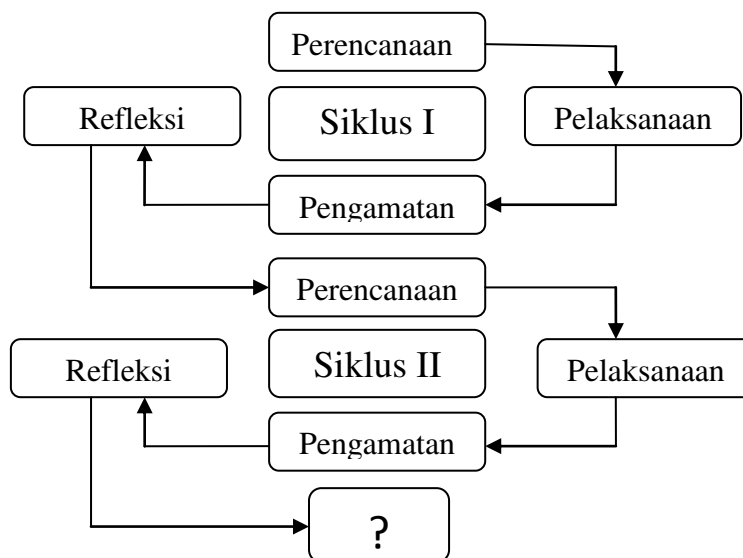 Perencanaan
Refleksi
Siklus I
Pelaksanaan
Pengamatan
Perencanaan
Refleksi
Siklus II
Pelaksanaan
Pengamatan
?